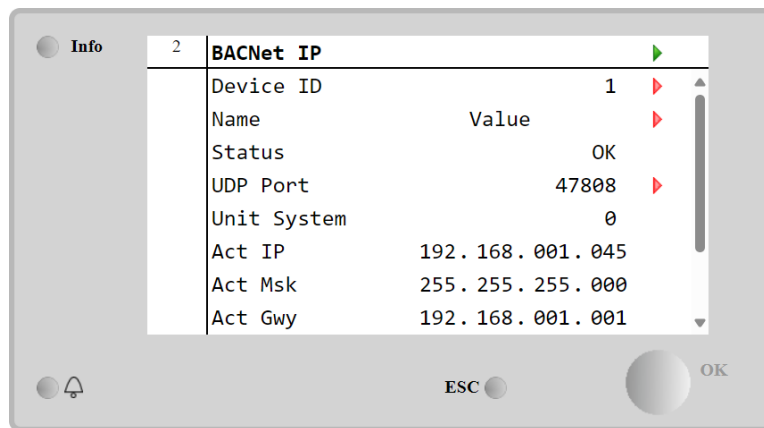 Info
2 BACNet IP
Device ID 1
Name Value
Status OK
UDP Port 47808
Unit System 0
Act IP 192.168.001.045
Act Msk 255.255.255.000
Act Gwy 192.168.001.001
ESC
OK